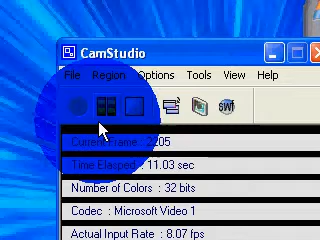 CamStudio
File Region Options Tools View Help
swf
Current Frame : 2205
Time Elapsed : 11.03 sec
Number of Colors : 32 bits
Codec : Microsoft Video 1
Actual Input Rate : 8.07 fps